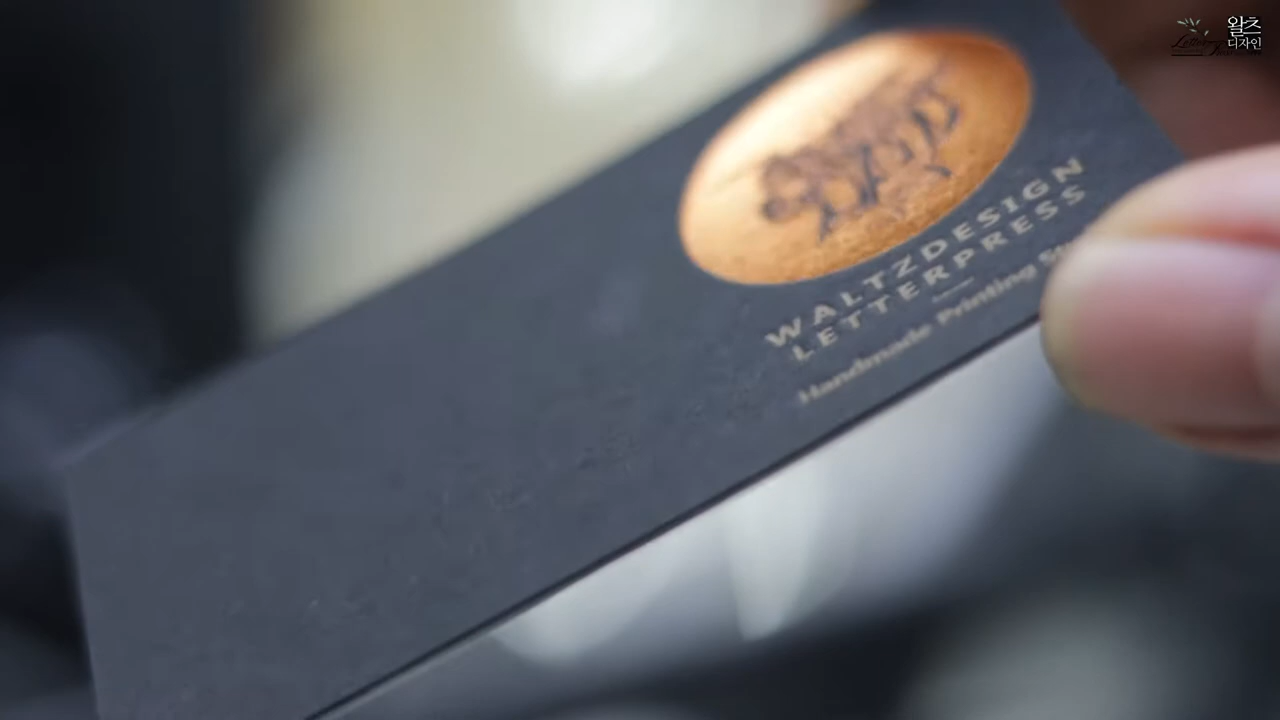 왈츠
디자인
WALTZDESIGN
LETTERPRESS
Handmade Printing